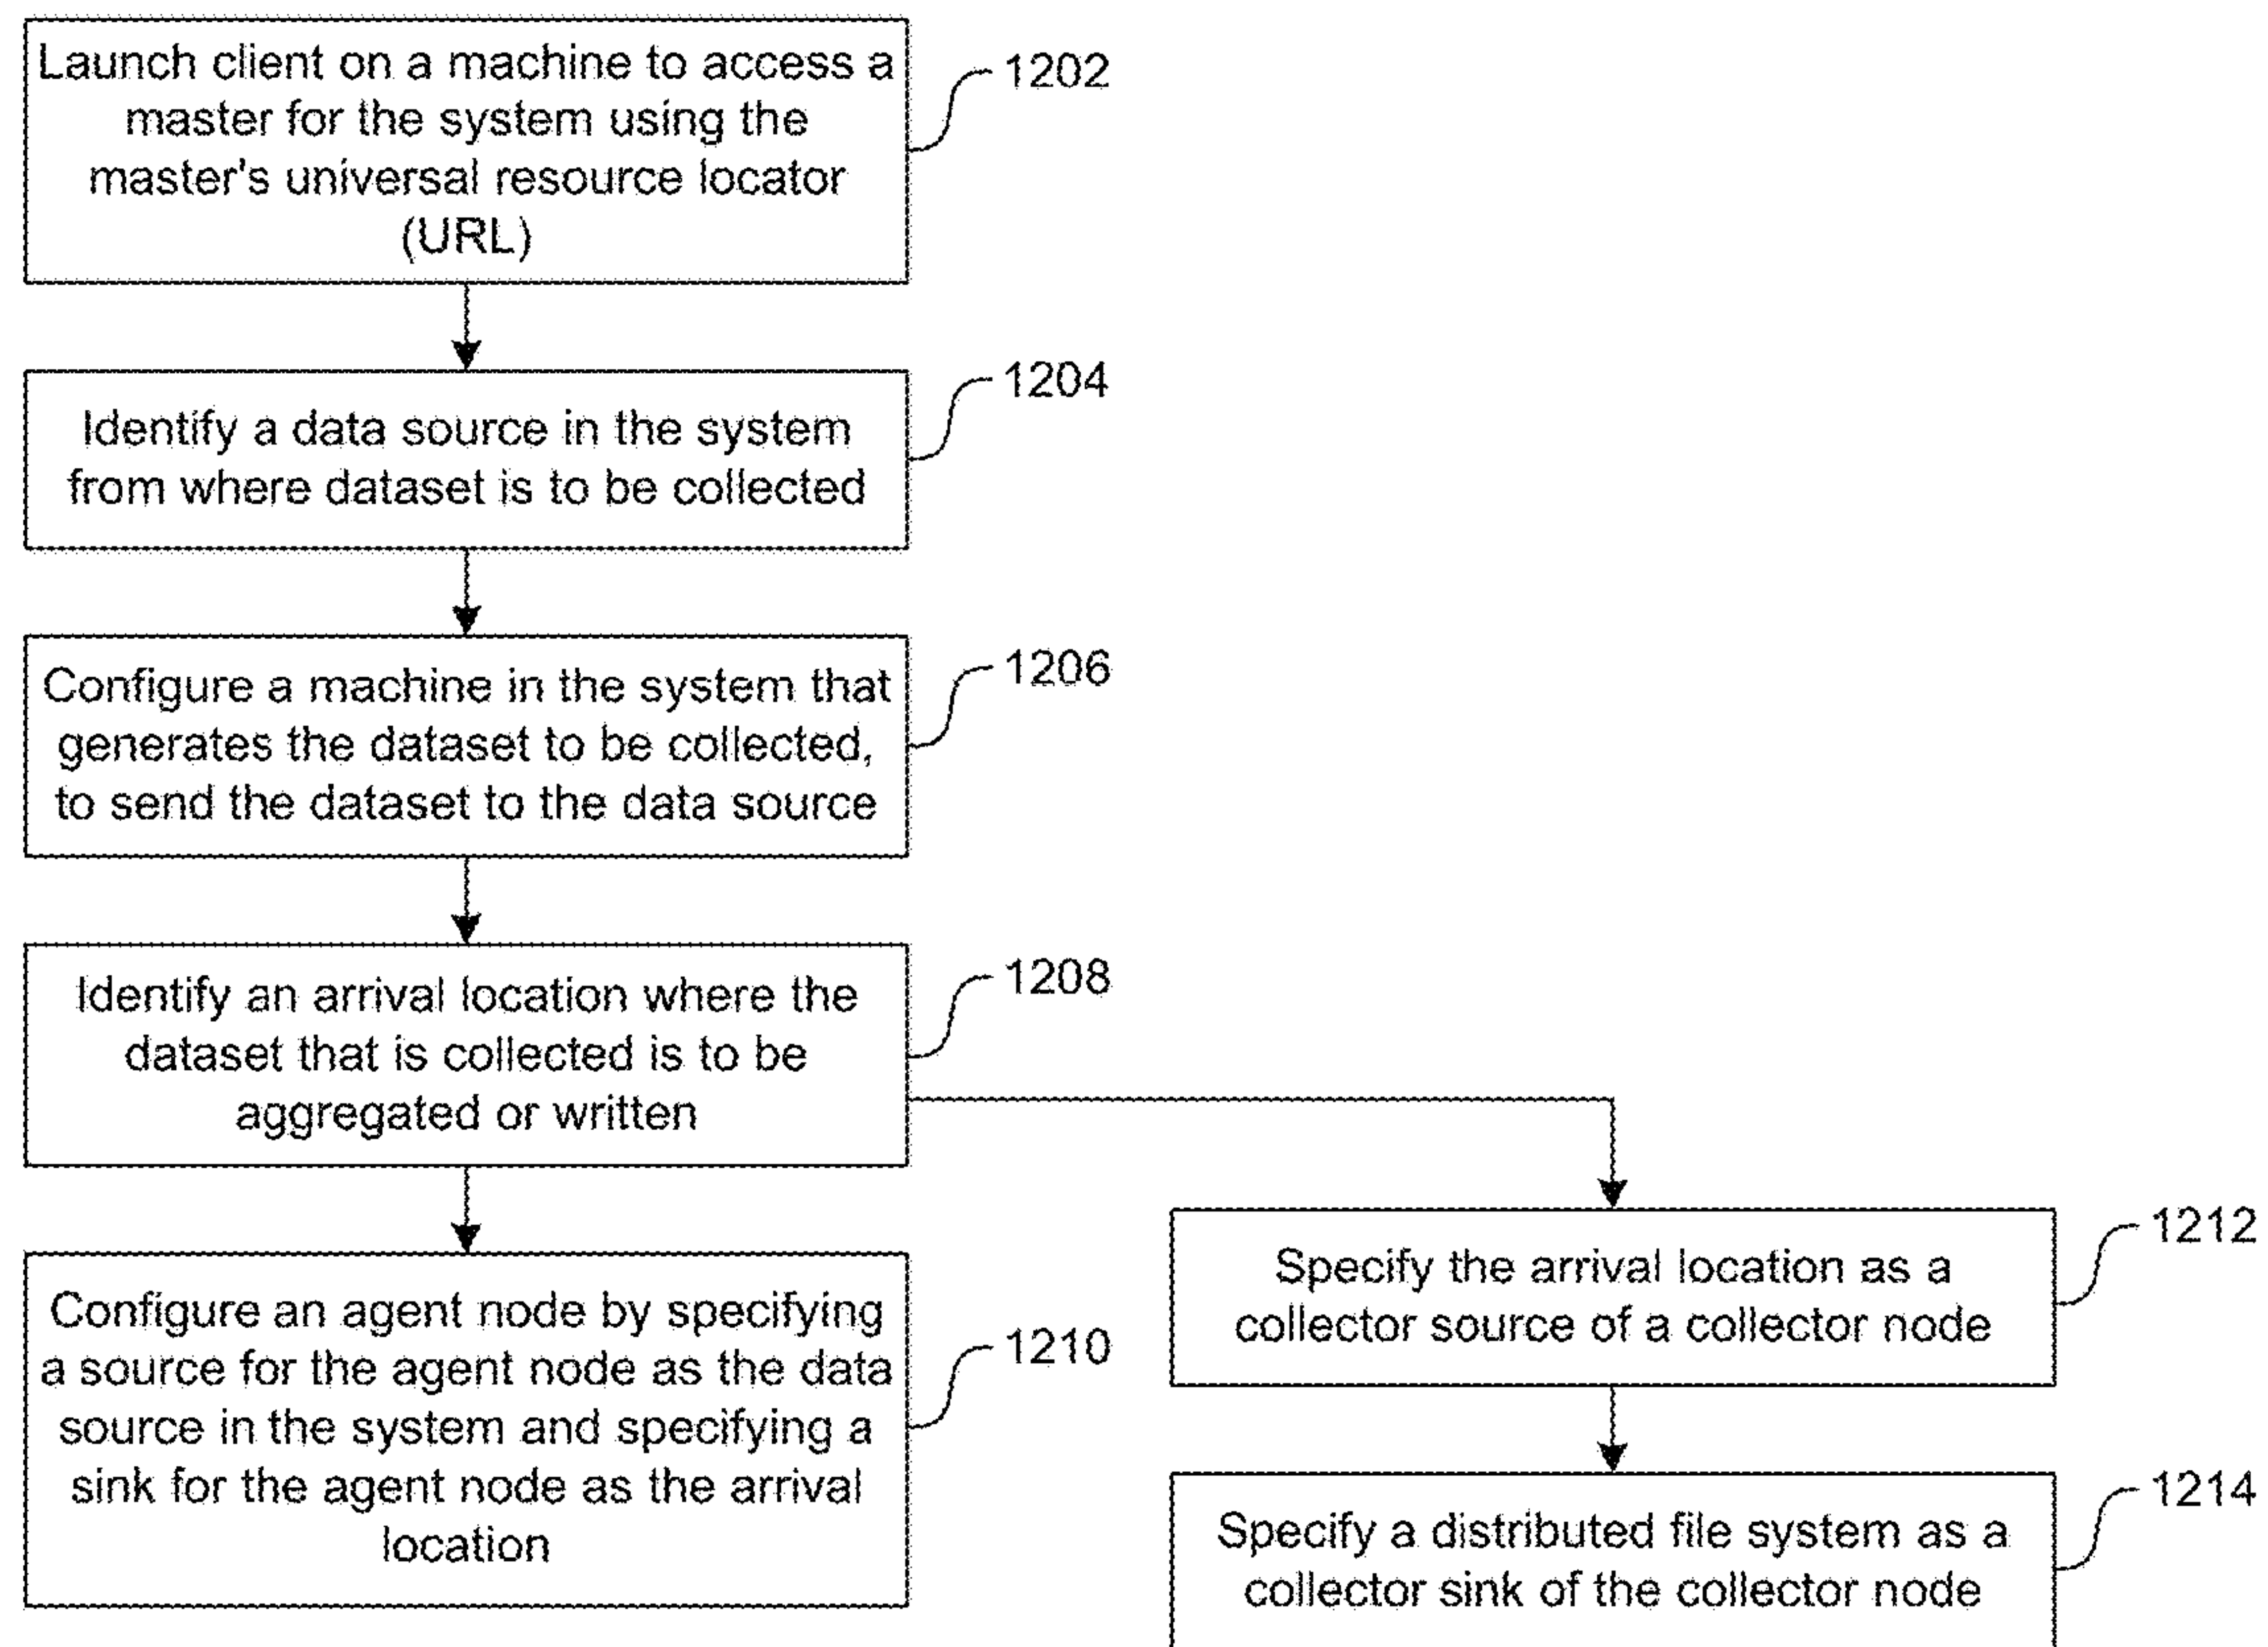 Launch client on a machine to access a
master for the system using the
master's universal resource locator
(URL)
1202
Identify a data source in the system
from where dataset is to be collected
1204
Configure a machine in the system that
generates the dataset to be collected,
to send the dataset to the data source
1206
Identify an arrival location where the
dataset that is collected is to be
aggregated or written
1208
Configure an agent node by specifying
a source for the agent node as the data
source in the system and specifying a
sink for the agent node as the arrival
location
1210
Specify the arrival location as a
collector source of a collector node
1212
Specify a distributed file system as a
collector sink of the collector node
1214